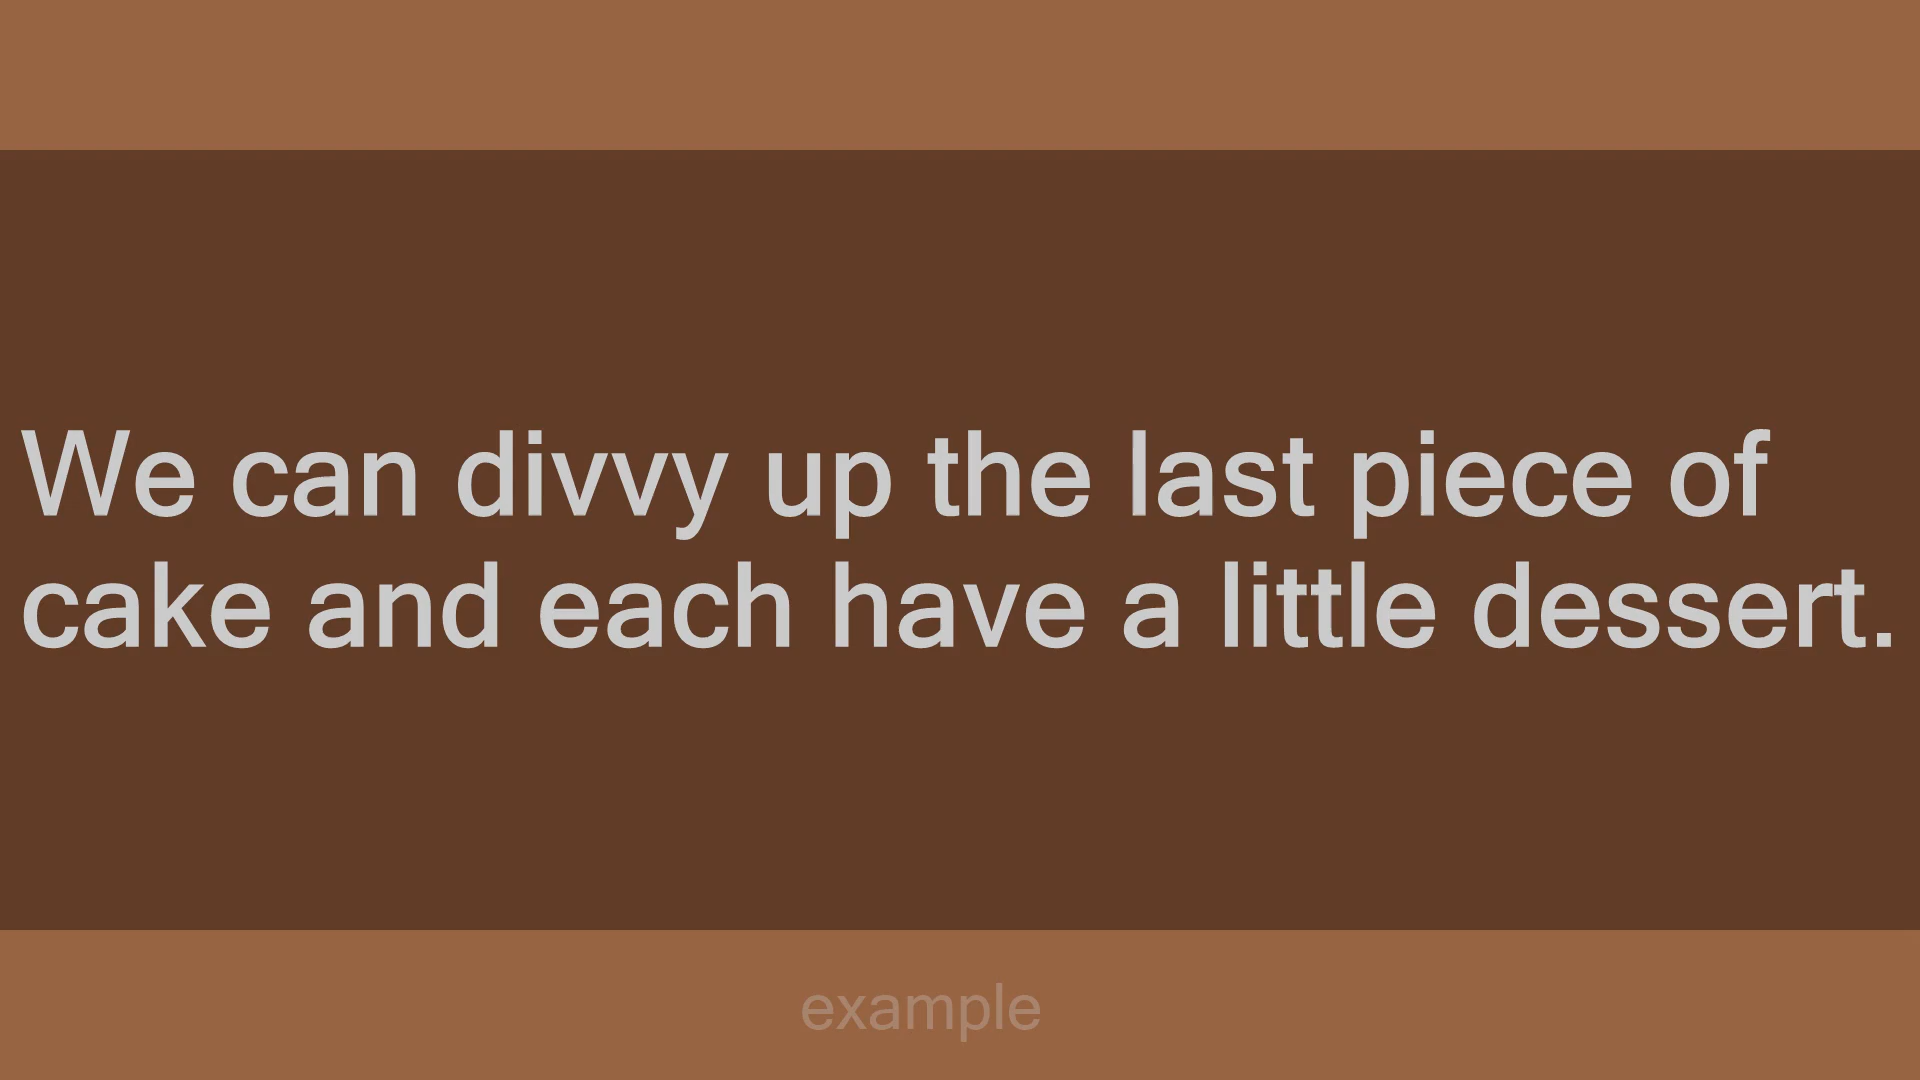 We can divvy up the last piece of
cake and each have a little dessert.
example